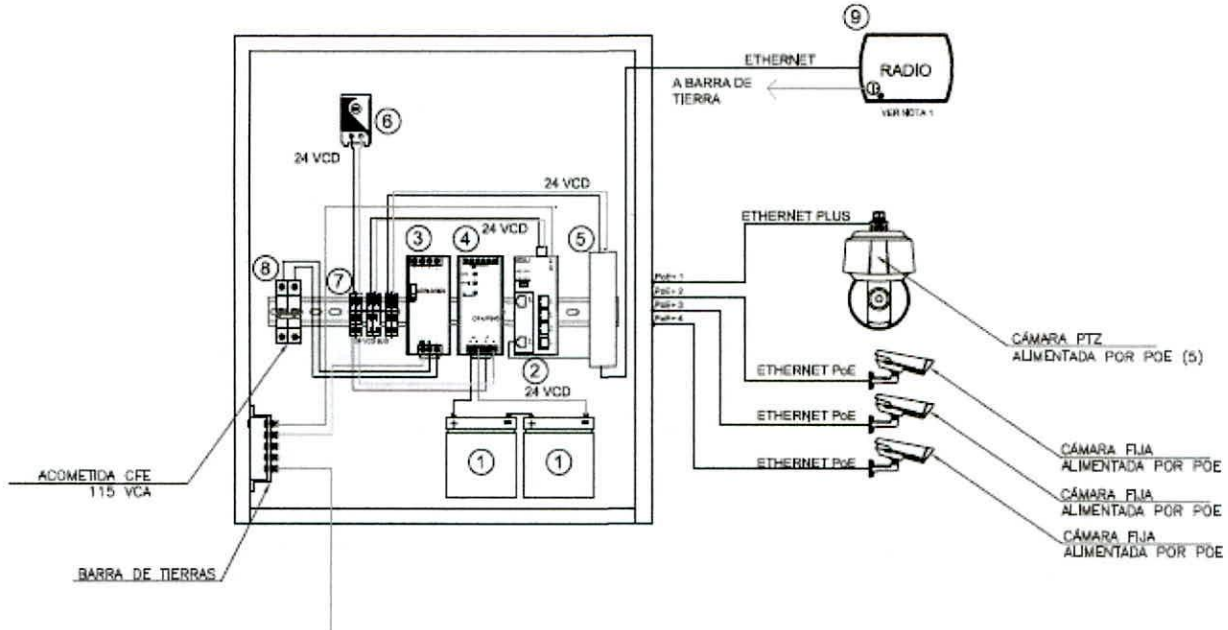 9
ETHERNET
RADIO
A BARRA DE
TIERRA
VER NOTA 1
6
24 VCD
24 VCD
ETHERNET PLUS
24 VCD
3
4
5
8
7
PoE+ 1
PoE+ 2
PoE+ 3
PoE+ 4
CÁMARA PTZ
ALIMENTADA POR POE (5)
2
ETHERNET PoE
24 VCD
ETHERNET PoE
1
1
ETHERNET PoE
CÁMARA FIJA
ALIMENTADA POR POE
ACOMETIDA CFE
115 VCA
CÁMARA FIJA
ALIMENTADA POR POE
CÁMARA FIJA
ALIMENTADA POR POE
BARRA DE TIERRAS